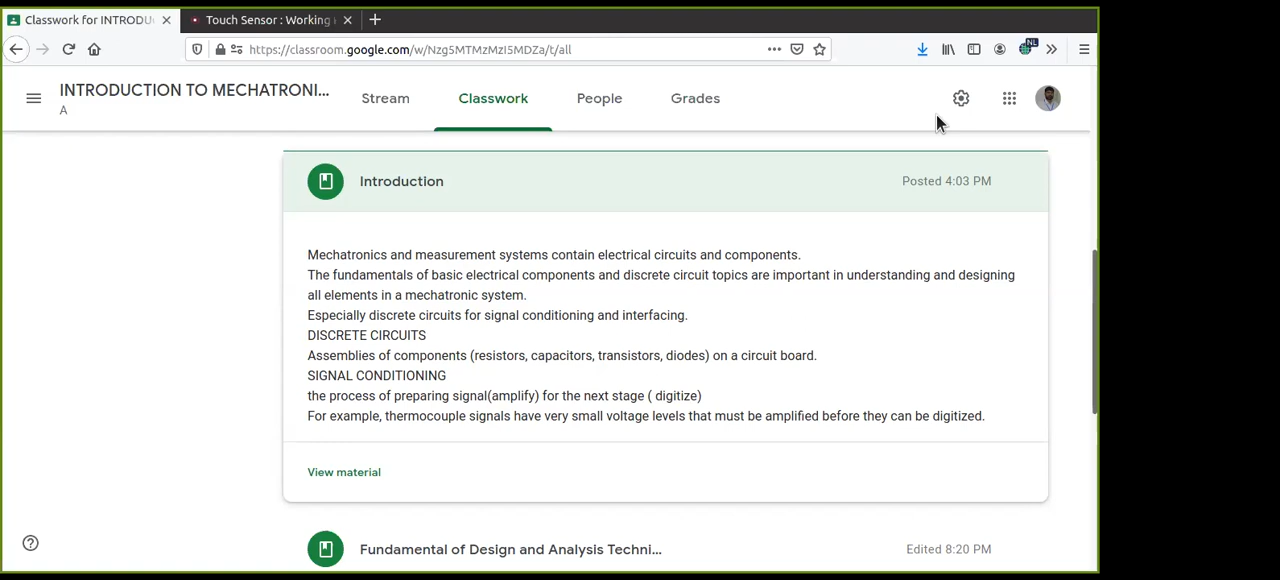 Classwork for INTRODU
Touch Sensor : Working
https://classroom.google.com/w/Nzg5MTMzMzI5MDZa/t/all
NL
INTRODUCTION TO MECHATRONI...
A
Stream
Classwork
People
Grades
Introduction
Posted 4:03 PM
Mechatronics and measurement systems contain electrical circuits and components.
The fundamentals of basic electrical components and discrete circuit topics are important in understanding and designing
all elements in a mechatronic system.
Especially discrete circuits for signal conditioning and interfacing.
DISCRETE CIRCUITS
Assemblies of components (resistors, capacitors, transistors, diodes) on a circuit board.
SIGNAL CONDITIONING
the process of preparing signal(amplify) for the next stage ( digitize)
For example, thermocouple signals have very small voltage levels that must be amplified before they can be digitized.
View material
Fundamental of Design and Analysis Techni...
Edited 8:20 PM